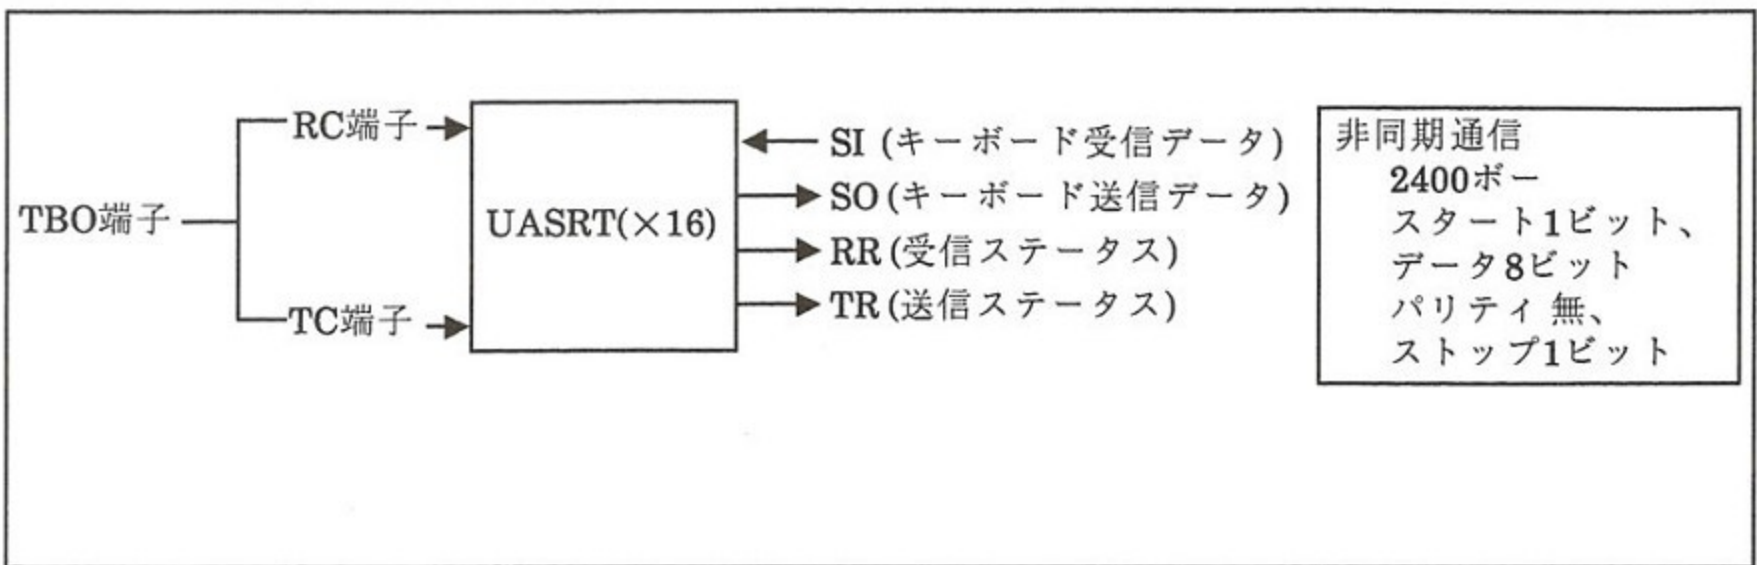 RC端子
TBO端子
TC端子
UASRT(×16)
SI (キーボード受信データ)
SO(キーボード送信データ)
RR(受信ステータス)
TR(送信ステータス)
非同期通信
2400ボー
スタート1ビット、
データ8ビット
パリティ 無、
ストップ1ビット